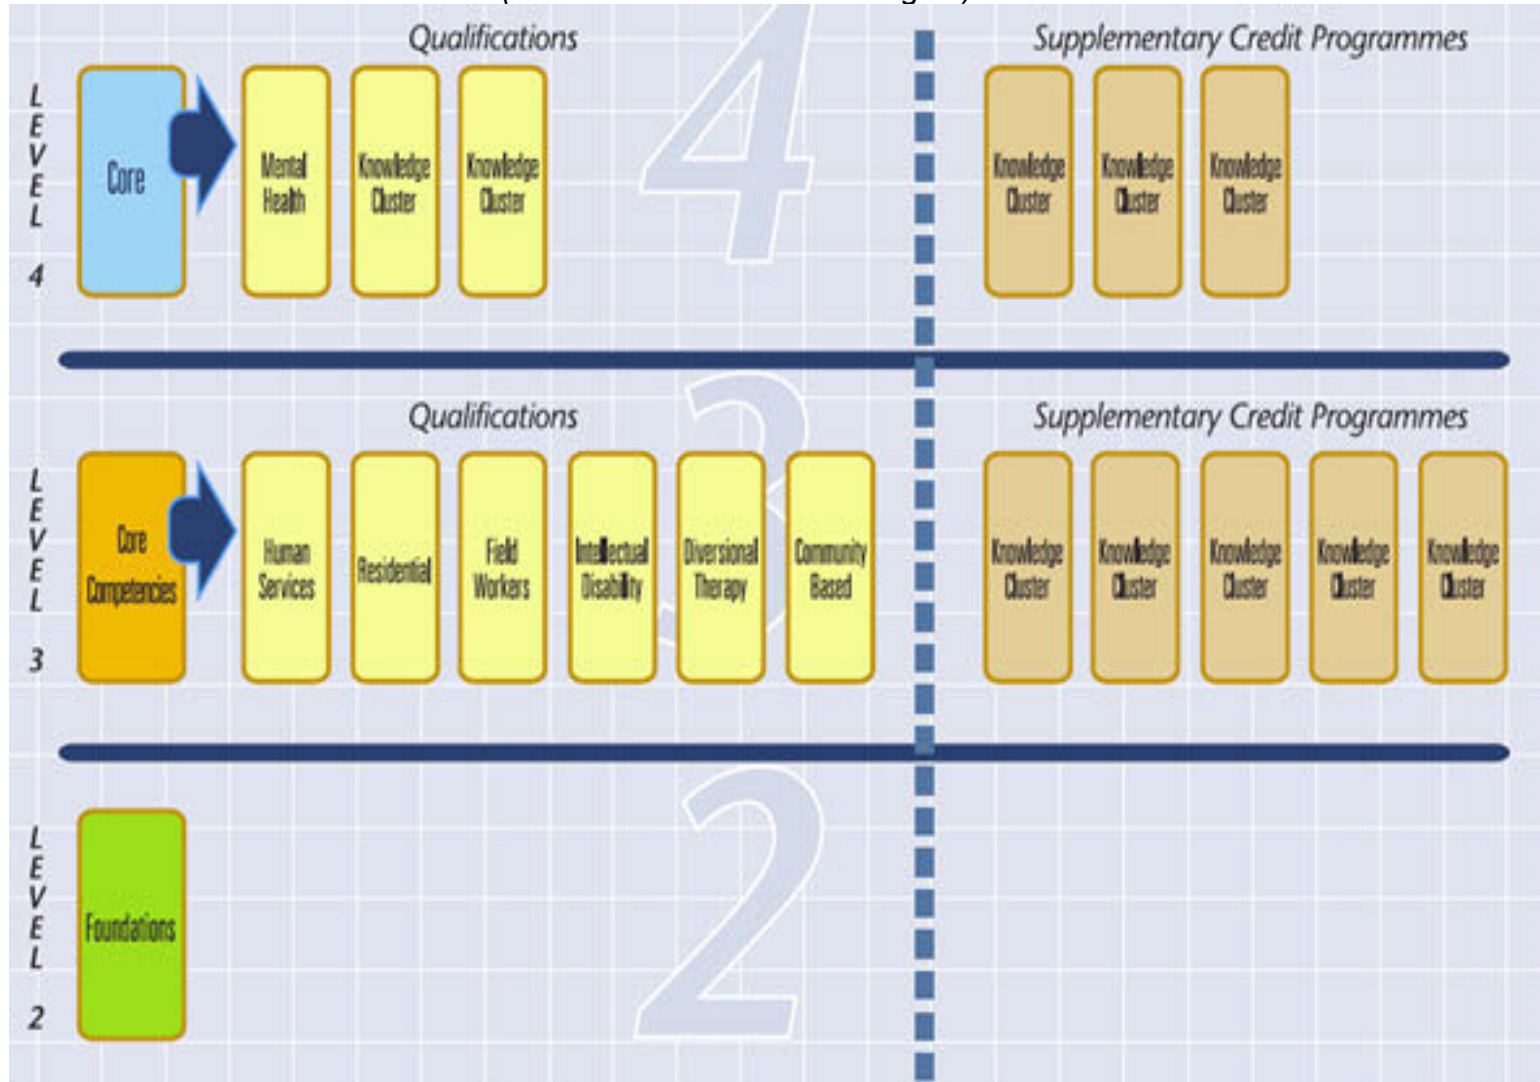 Qualifications
Supplementary Credit Programmes
LEVEL 4
Core
Mental
Health
Knowledge
Cluster
Knowledge
Cluster
4
Knowledge
Cluster
Knowledge
Cluster
Knowledge
Cluster
Qualifications
Supplementary Credit Programmes
LEVEL 3
Core
Competencies
Human
Services
Residential
Field
Workers
Intellectual
Disability
Diversional
Therapy
Community
Based
3
Knowledge
Cluster
Knowledge
Cluster
Knowledge
Cluster
Knowledge
Cluster
Knowledge
Cluster
LEVEL 2
Foundations
2